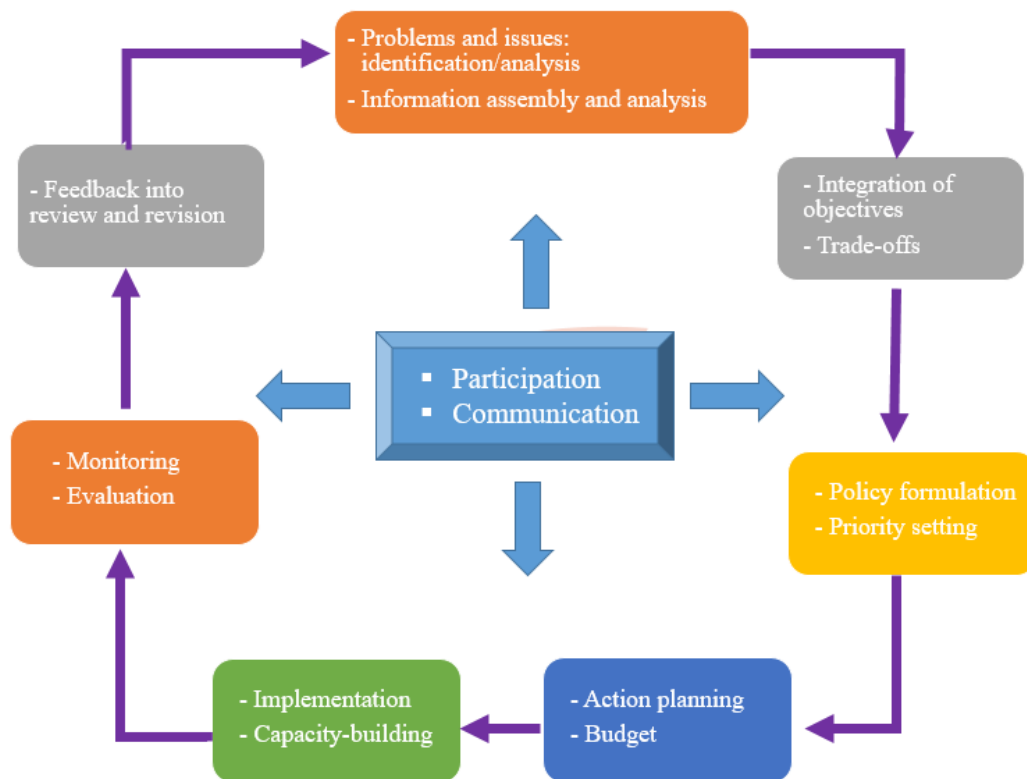 - Problems and issues:
identification/analysis
- Information assembly and analysis
- Integration of
objectives
- Trade-offs
- Policy formulation
- Priority setting
- Action planning
- Budget
- Implementation
- Capacity-building
- Monitoring
- Evaluation
- Feedback into
review and revision
▪ Participation
▪ Communication